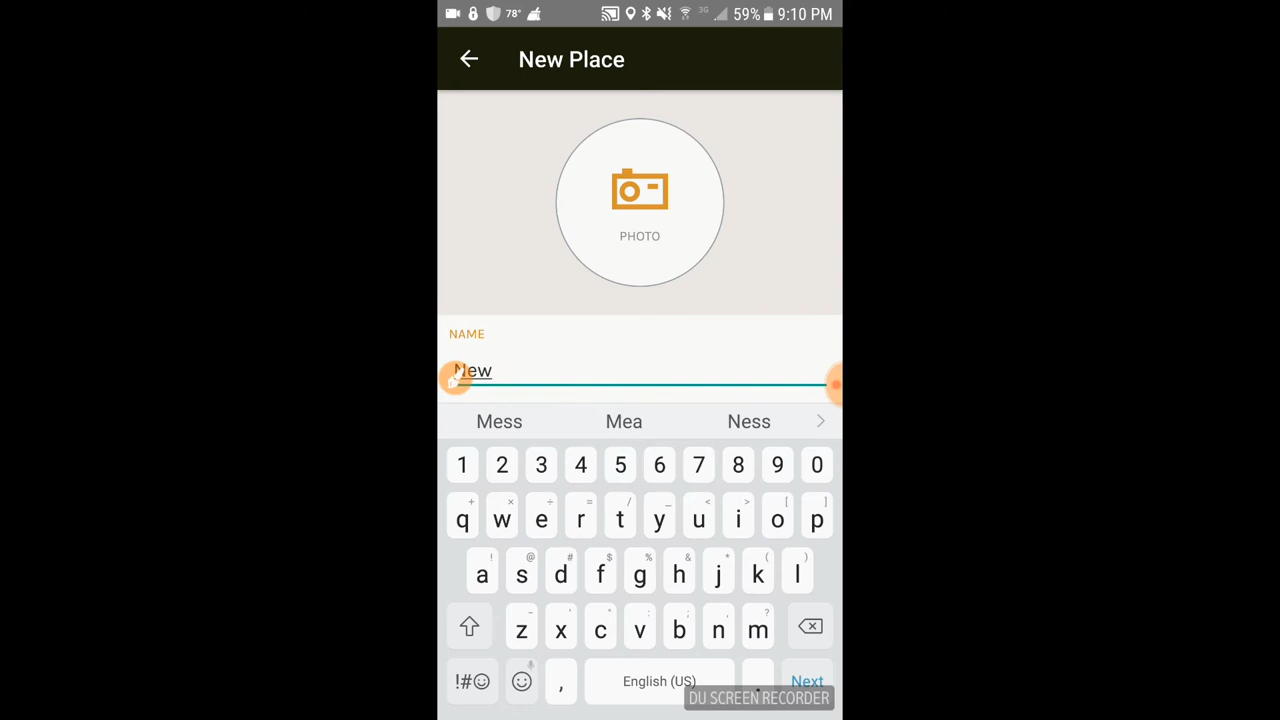 78° 3G 59% 9:10 PM
New Place
PHOTO
NAME
New
Mess Mea Ness
1 2 3 4 5 6 7 8 9 0
+ × ÷ = / _ < > [ ]
q w e r t y u i o p
! @ # $ % & * ( )
a s d f g h j k l
- ' " : ; , ?
z x c v b n m
!#☺ , English (US) . Next
DU SCREEN RECORDER